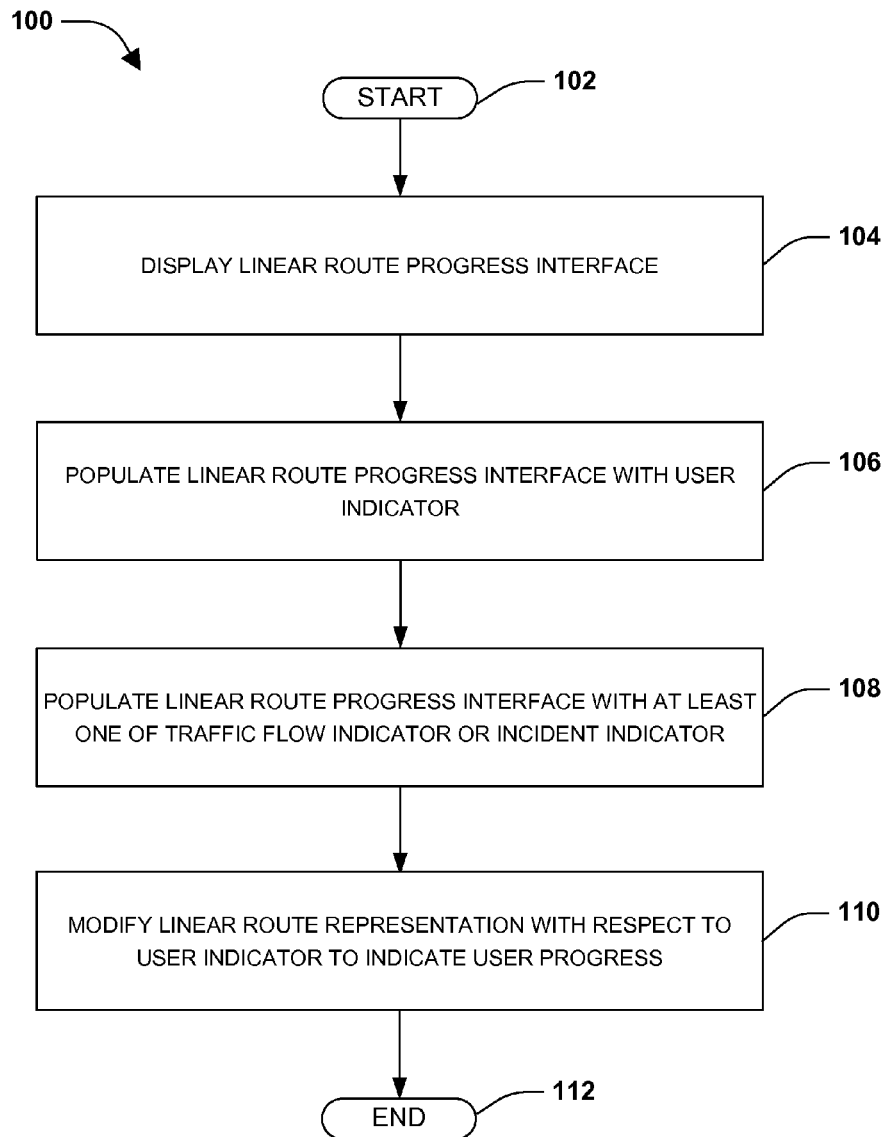 100
START
102
DISPLAY LINEAR ROUTE PROGRESS INTERFACE
104
POPULATE LINEAR ROUTE PROGRESS INTERFACE WITH USER
INDICATOR
106
POPULATE LINEAR ROUTE PROGRESS INTERFACE WITH AT LEAST
ONE OF TRAFFIC FLOW INDICATOR OR INCIDENT INDICATOR
108
MODIFY LINEAR ROUTE REPRESENTATION WITH RESPECT TO
USER INDICATOR TO INDICATE USER PROGRESS
110
END
112